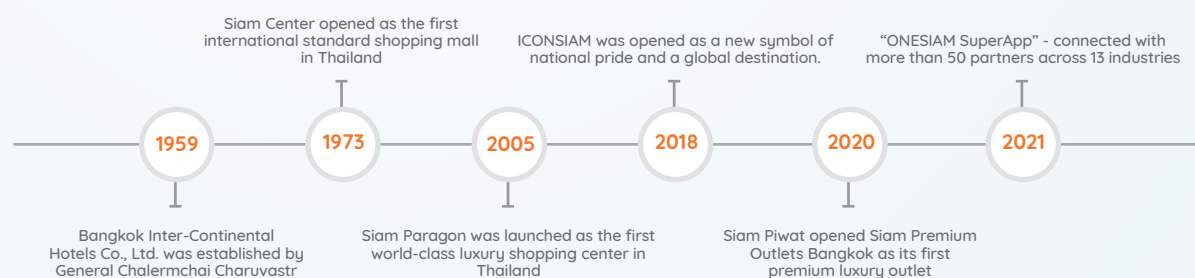 Siam Center opened as the first
international standard shopping mall
in Thailand
ICONSIAM was opened as a new symbol of
national pride and a global destination.
“ONESIAM SuperApp” - connected with
more than 50 partners across 13 industries
1959
1973
2005
2018
2020
2021
Bangkok Inter-Continental
Hotels Co., Ltd. was established by
General Chalermchai Charuvastr
Siam Paragon was launched as the first
world-class luxury shopping center in
Thailand
Siam Piwat opened Siam Premium
Outlets Bangkok as its first
premium luxury outlet